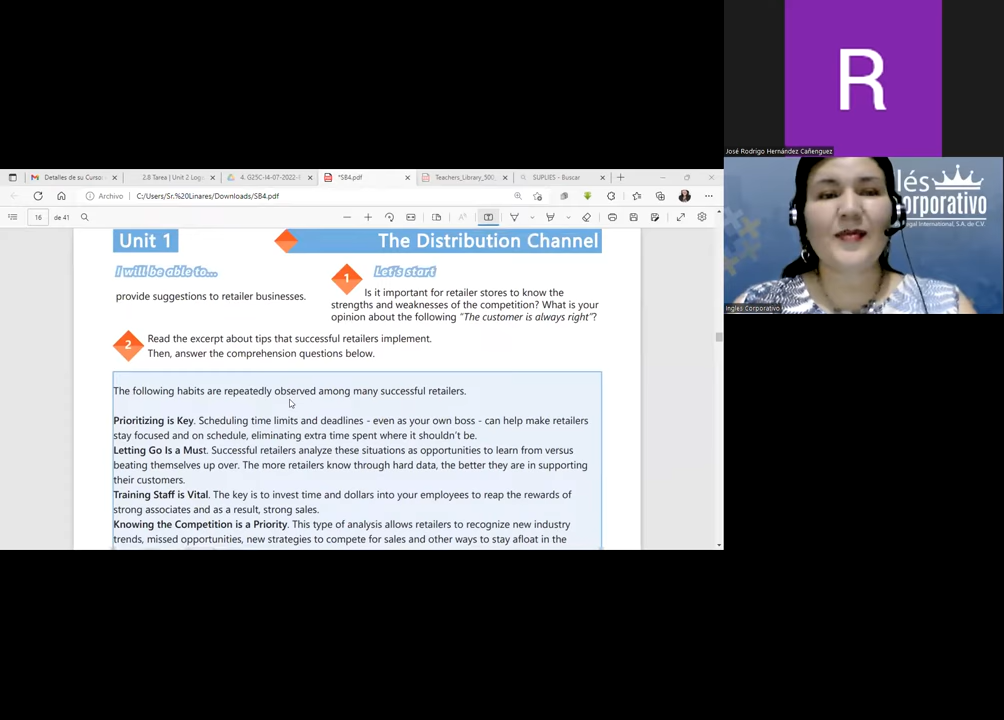 R
José Rodrigo Hernández Cañenguez
Detalles de su Curso:
2.8 Tarea | Unit 2 Log
4. G25C-I4-07-2022-
*SB4.pdf
Teachers_Library_500
SUPLIES - Buscar
Archivo
C:/Users/Sr.%20Linares/Downloads/SB4.pdf
16 de 41
lés
orporativo
gal International, S.A. de C.V.
Inglés Corporativo
Unit 1
The Distribution Channel
I will be able to...
provide suggestions to retailer businesses.
1
Let's start
Is it important for retailer stores to know the
strengths and weaknesses of the competition? What is your
opinion about the following "The customer is always right"?
2
Read the excerpt about tips that successful retailers implement.
Then, answer the comprehension questions below.
The following habits are repeatedly observed among many successful retailers.
Prioritizing is Key. Scheduling time limits and deadlines - even as your own boss - can help make retailers
stay focused and on schedule, eliminating extra time spent where it shouldn't be.
Letting Go Is a Must. Successful retailers analyze these situations as opportunities to learn from versus
beating themselves up over. The more retailers know through hard data, the better they are in supporting
their customers.
Training Staff is Vital. The key is to invest time and dollars into your employees to reap the rewards of
strong associates and as a result, strong sales.
Knowing the Competition is a Priority. This type of analysis allows retailers to recognize new industry
trends, missed opportunities, new strategies to compete for sales and other ways to stay afloat in the